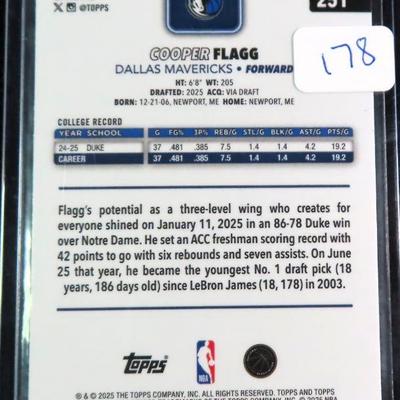 @TOPPS
251
178
COOPER FLAGG
DALLAS MAVERICKS • FORWARD
HT: 6'8" WT: 205
DRAFTED: 2025 ACQ: VIA DRAFT
BORN: 12-21-06, NEWPORT, ME HOME: NEWPORT, ME
COLLEGE RECORD
YEAR SCHOOL G FG% 3P% REB/G STL/G BLK/G AST/G PTS/G
24-25 DUKE 37 .481 .385 7.5 1.4 1.4 4.2 19.2
CAREER 37 .481 .385 7.5 1.4 1.4 4.2 19.2
Flagg's potential as a three-level wing who creates for
everyone shined on January 11, 2025 in an 86-78 Duke win
over Notre Dame. He set an ACC freshman scoring record with
42 points to go with six rebounds and seven assists. On June
25 that year, he became the youngest No. 1 draft pick (18
years, 186 days old) since LeBron James (18, 178) in 2003.
Topps
NBA
® & © 2025 THE TOPPS COMPANY, INC. ALL RIGHTS RESERVED. TOPPS AND TOPPS